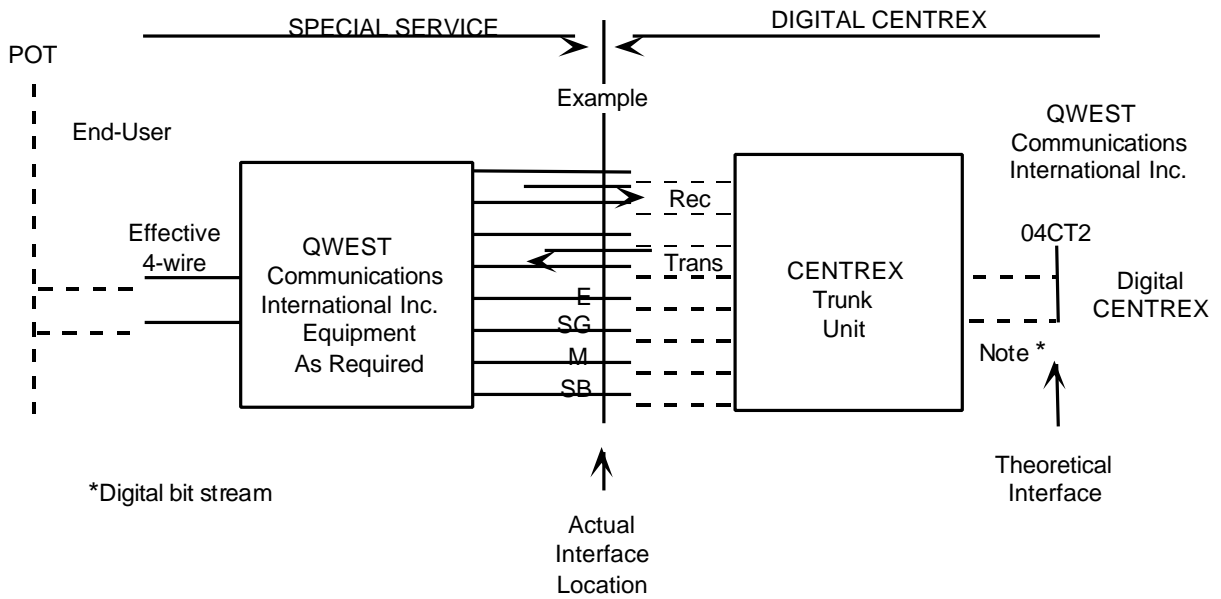 SPECIAL SERVICE
DIGITAL CENTREX
POT
Example
End-User
QWEST
Communications
International Inc.
Effective
4-wire
QWEST
Communications
International Inc.
Equipment
As Required
Rec
Trans
E
SG
M
SB
CENTREX
Trunk
Unit
04CT2
Digital
CENTREX
Note *
*Digital bit stream
Actual
Interface
Location
Theoretical
Interface